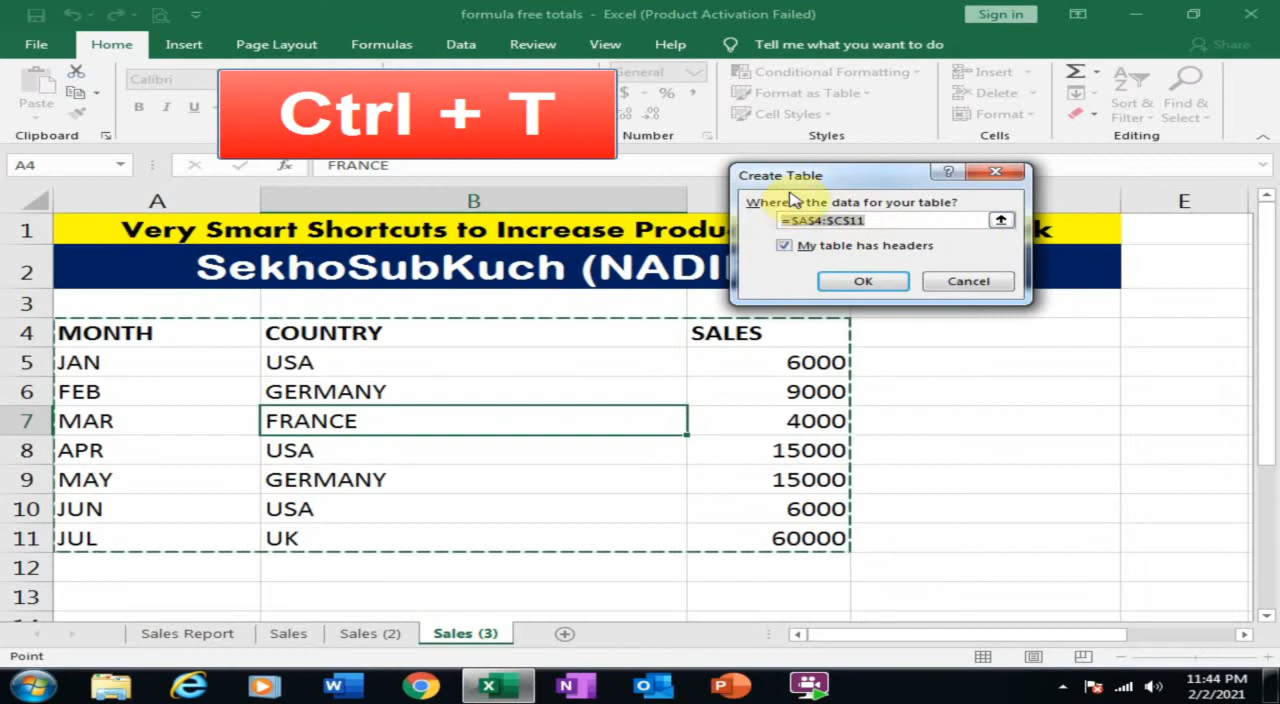 formula free totals - Excel (Product Activation Failed)
Sign in
File Home Insert Page Layout Formulas Data Review View Help Tell me what you want to do Share
Paste
Calibri
B I U
Ctrl + T
General
$ % ,
Conditional Formatting
Format as Table
Cell Styles
Insert
Delete
Format
Sort & Filter
Find & Select
Clipboard
Number
Styles
Cells
Editing
A4
fx
FRANCE
Create Table
the data for your table?
=$A$4:$C$11
My table has headers
OK Cancel
A B E
1 Very Smart Shortcuts to Increase
2 SekhoSubKuch
3
4 MONTH COUNTRY SALES
5 JAN USA 6000
6 FEB GERMANY 9000
7 MAR FRANCE 4000
8 APR USA 15000
9 MAY GERMANY 15000
10 JUN USA 6000
11 JUL UK 60000
12
13
Sales Report Sales Sales (2) Sales (3)
Point
11:44 PM
2/2/2021